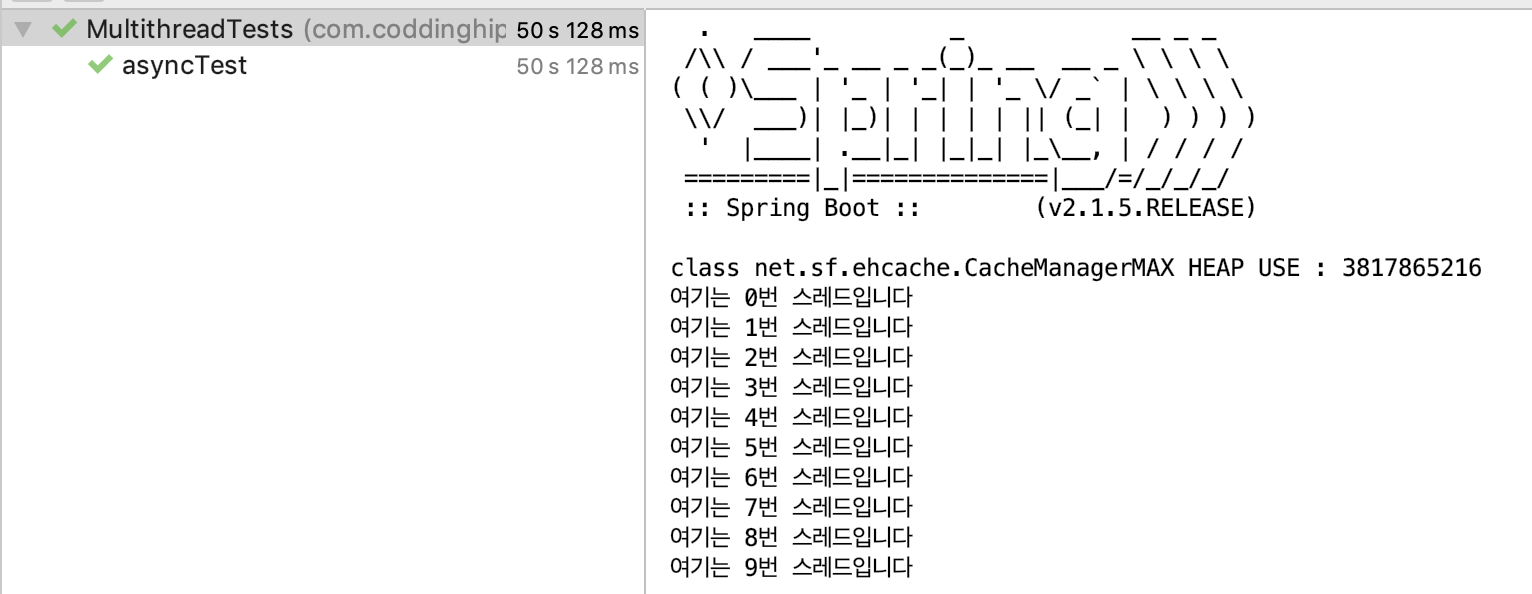 MultithreadTests (com.coddinghip 50 s 128 ms
asyncTest 50 s 128 ms
  .   ____          _            __ _ _
 /\\ / ___'_ __ _ _(_)_ __  __ _ \ \ \ \
( ( )\___ | '_ | '_| | '_ \/ _` | \ \ \ \
 \\/  ___)| |_)| | | | | || (_| |  ) ) ) )
  '  |____| .__|_| |_|_| |_\__, | / / / /
 =========|_|==============|___/=/_/_/_/
 :: Spring Boot ::        (v2.1.5.RELEASE)
class net.sf.ehcache.CacheManagerMAX HEAP USE : 3817865216
여기는 0번 스레드입니다
여기는 1번 스레드입니다
여기는 2번 스레드입니다
여기는 3번 스레드입니다
여기는 4번 스레드입니다
여기는 5번 스레드입니다
여기는 6번 스레드입니다
여기는 7번 스레드입니다
여기는 8번 스레드입니다
여기는 9번 스레드입니다